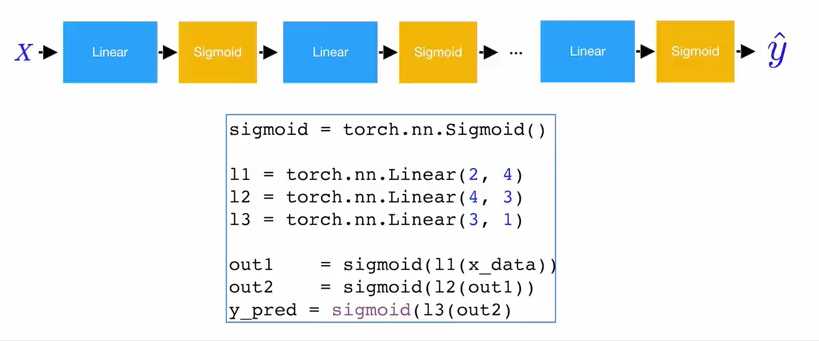 X Linear Sigmoid Linear Sigmoid ... Linear Sigmoid ŷ
sigmoid = torch.nn.Sigmoid()
l1 = torch.nn.Linear(2, 4)
l2 = torch.nn.Linear(4, 3)
l3 = torch.nn.Linear(3, 1)
out1    = sigmoid(l1(x_data))
out2    = sigmoid(l2(out1))
y_pred = sigmoid(l3(out2)